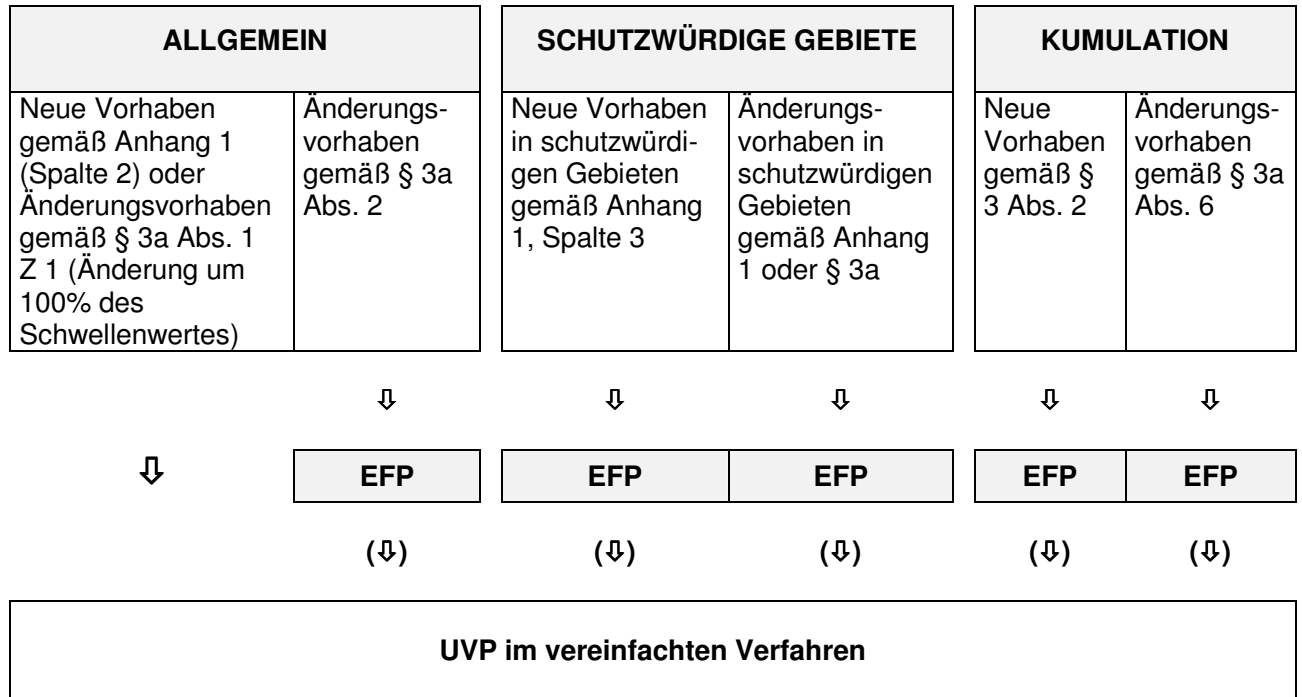 ALLGEMEIN
SCHUTZWÜRDIGE GEBIETE
KUMULATION
Neue Vorhaben
gemäß Anhang 1
(Spalte 2) oder
Änderungsvorhaben
gemäß § 3a Abs. 1
Z 1 (Änderung um
100% des
Schwellenwertes)
Änderungs-
vorhaben
gemäß § 3a
Abs. 2
Neue Vorhaben
in schutzwürdi-
gen Gebieten
gemäß Anhang
1, Spalte 3
Änderungs-
vorhaben in
schutzwürdigen
Gebieten
gemäß Anhang
1 oder § 3a
Neue
Vorhaben
gemäß §
3 Abs. 2
Änderungs-
vorhaben
gemäß § 3a
Abs. 6
⇩ ⇩ ⇩ ⇩ ⇩
⇩ EFP EFP EFP EFP EFP
(⇩) (⇩) (⇩) (⇩) (⇩)
UVP im vereinfachten Verfahren